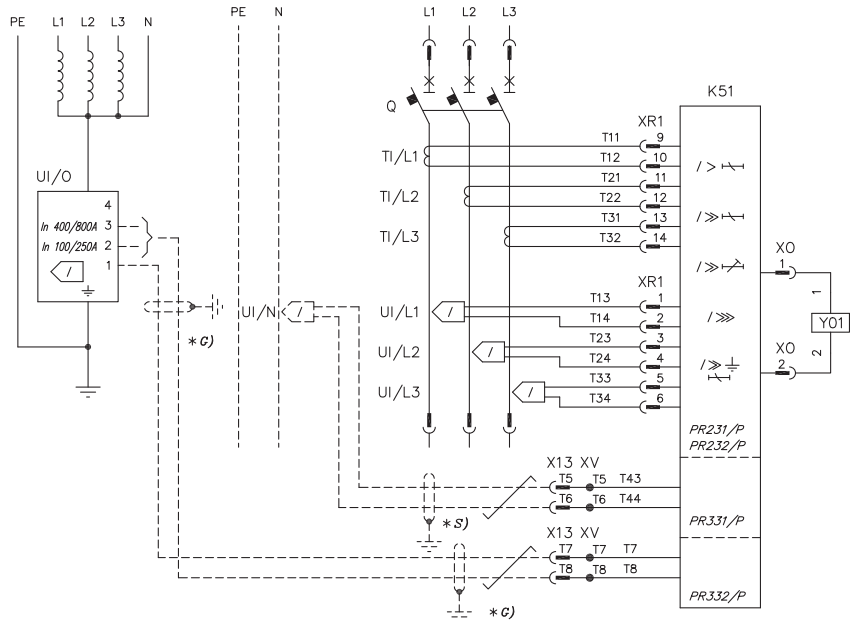 PE L1 L2 L3 N
PE N
L1 L2 L3
Q
K51
UI/O
4
In 400/800A 3
In 100/250A 2
1
/
* G)
UI/N /
XR1
T11 9
T12 10
TI/L1
T21 11
T22 12
TI/L2
T31 13
T32 14
TI/L3
XR1
T13 1
T14 2
UI/L1 /
T23 3
T24 4
UI/L2 /
T33 5
T34 6
UI/L3 /
/ >
/ >>
/ >>
/ >>>
/ >>
PR231/P
PR232/P
XO
1
1
Y01
2
XO
2
X13 XV
T5 T5 T43
T6 T6 T44
* S)
PR331/P
X13 XV
T7 T7 T7
T8 T8 T8
* G)
PR332/P